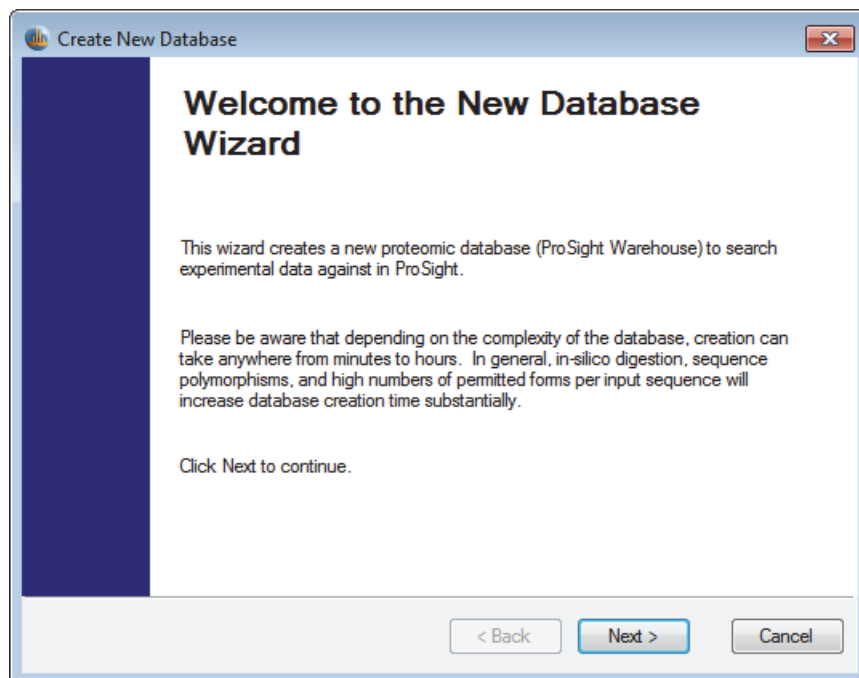 Create New Database
Welcome to the New Database
Wizard
This wizard creates a new proteomic database (ProSight Warehouse) to search
experimental data against in ProSight.
Please be aware that depending on the complexity of the database, creation can
take anywhere from minutes to hours. In general, in-silico digestion, sequence
polymorphisms, and high numbers of permitted forms per input sequence will
increase database creation time substantially.
Click Next to continue.
< Back Next > Cancel